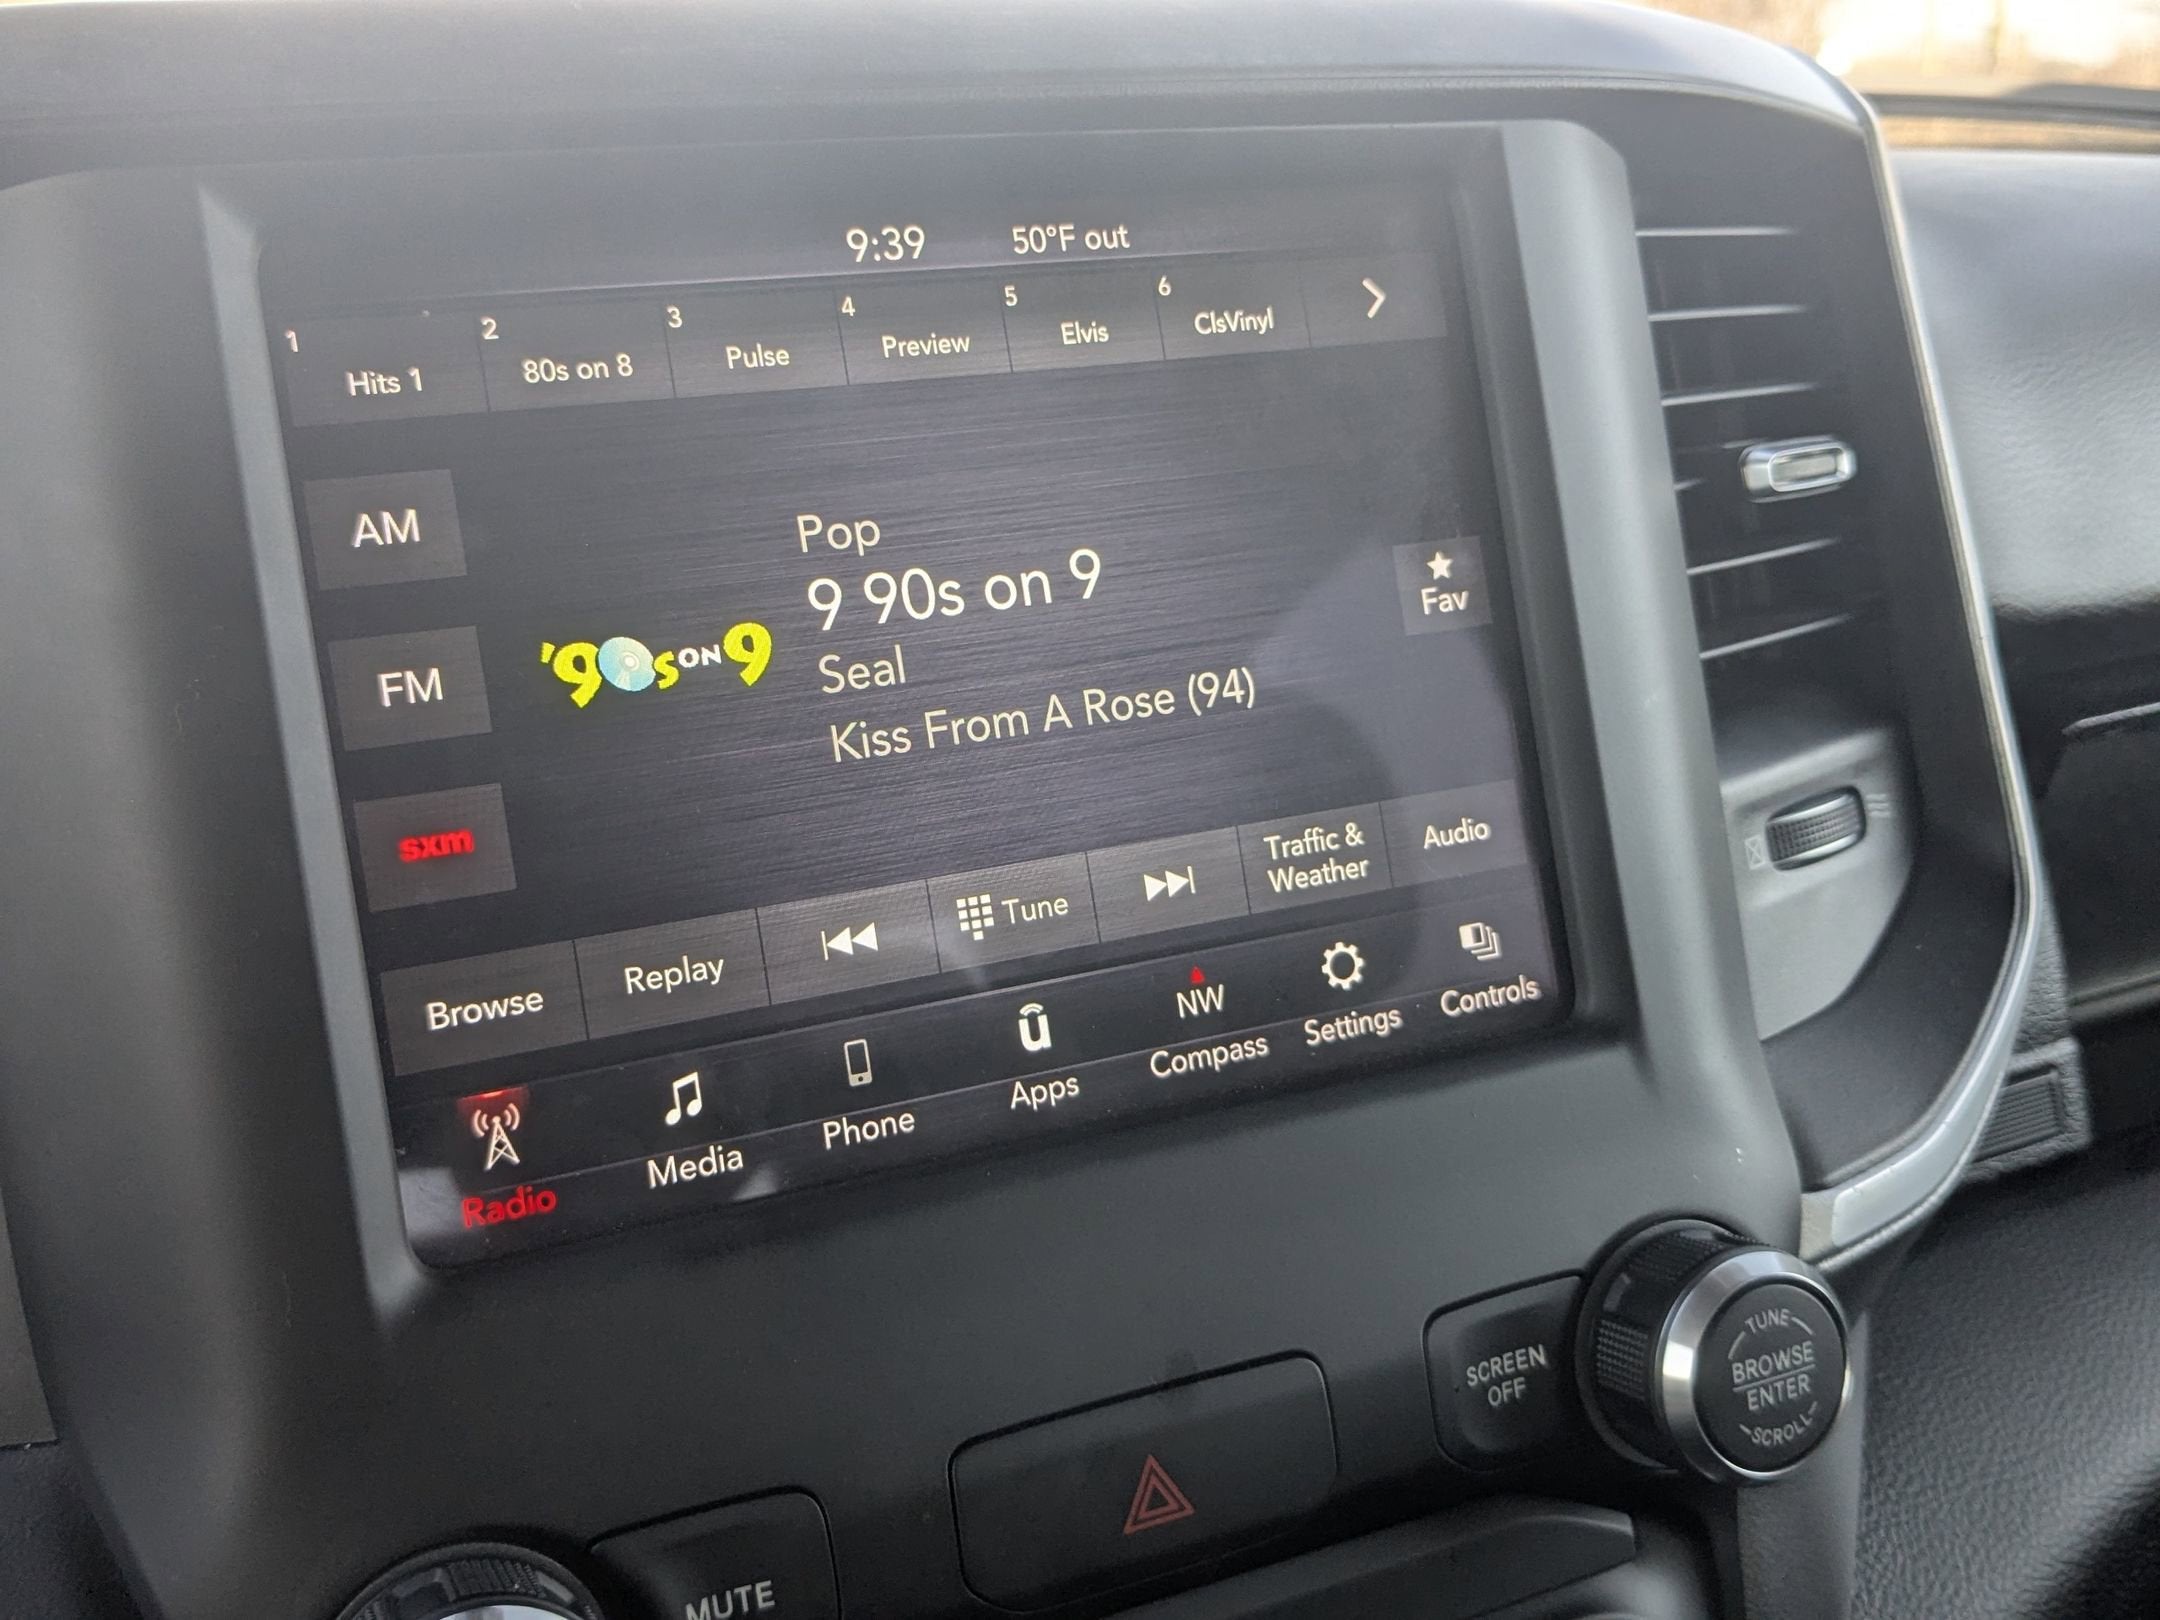 9:39 50°F out
1 Hits 1
2 80s on 8
3 Pulse
4 Preview
5 Elvis
6 ClsVinyl
AM
FM
sxm
'90s ON 9
Pop
9 90s on 9
Seal
Kiss From A Rose (94)
Fav
Browse
Replay
Tune
Traffic &
Weather
Audio
Radio
Media
Phone
u
Apps
NW
Compass
Settings
Controls
SCREEN
OFF
TUNE
BROWSE
ENTER
SCROLL
MUTE